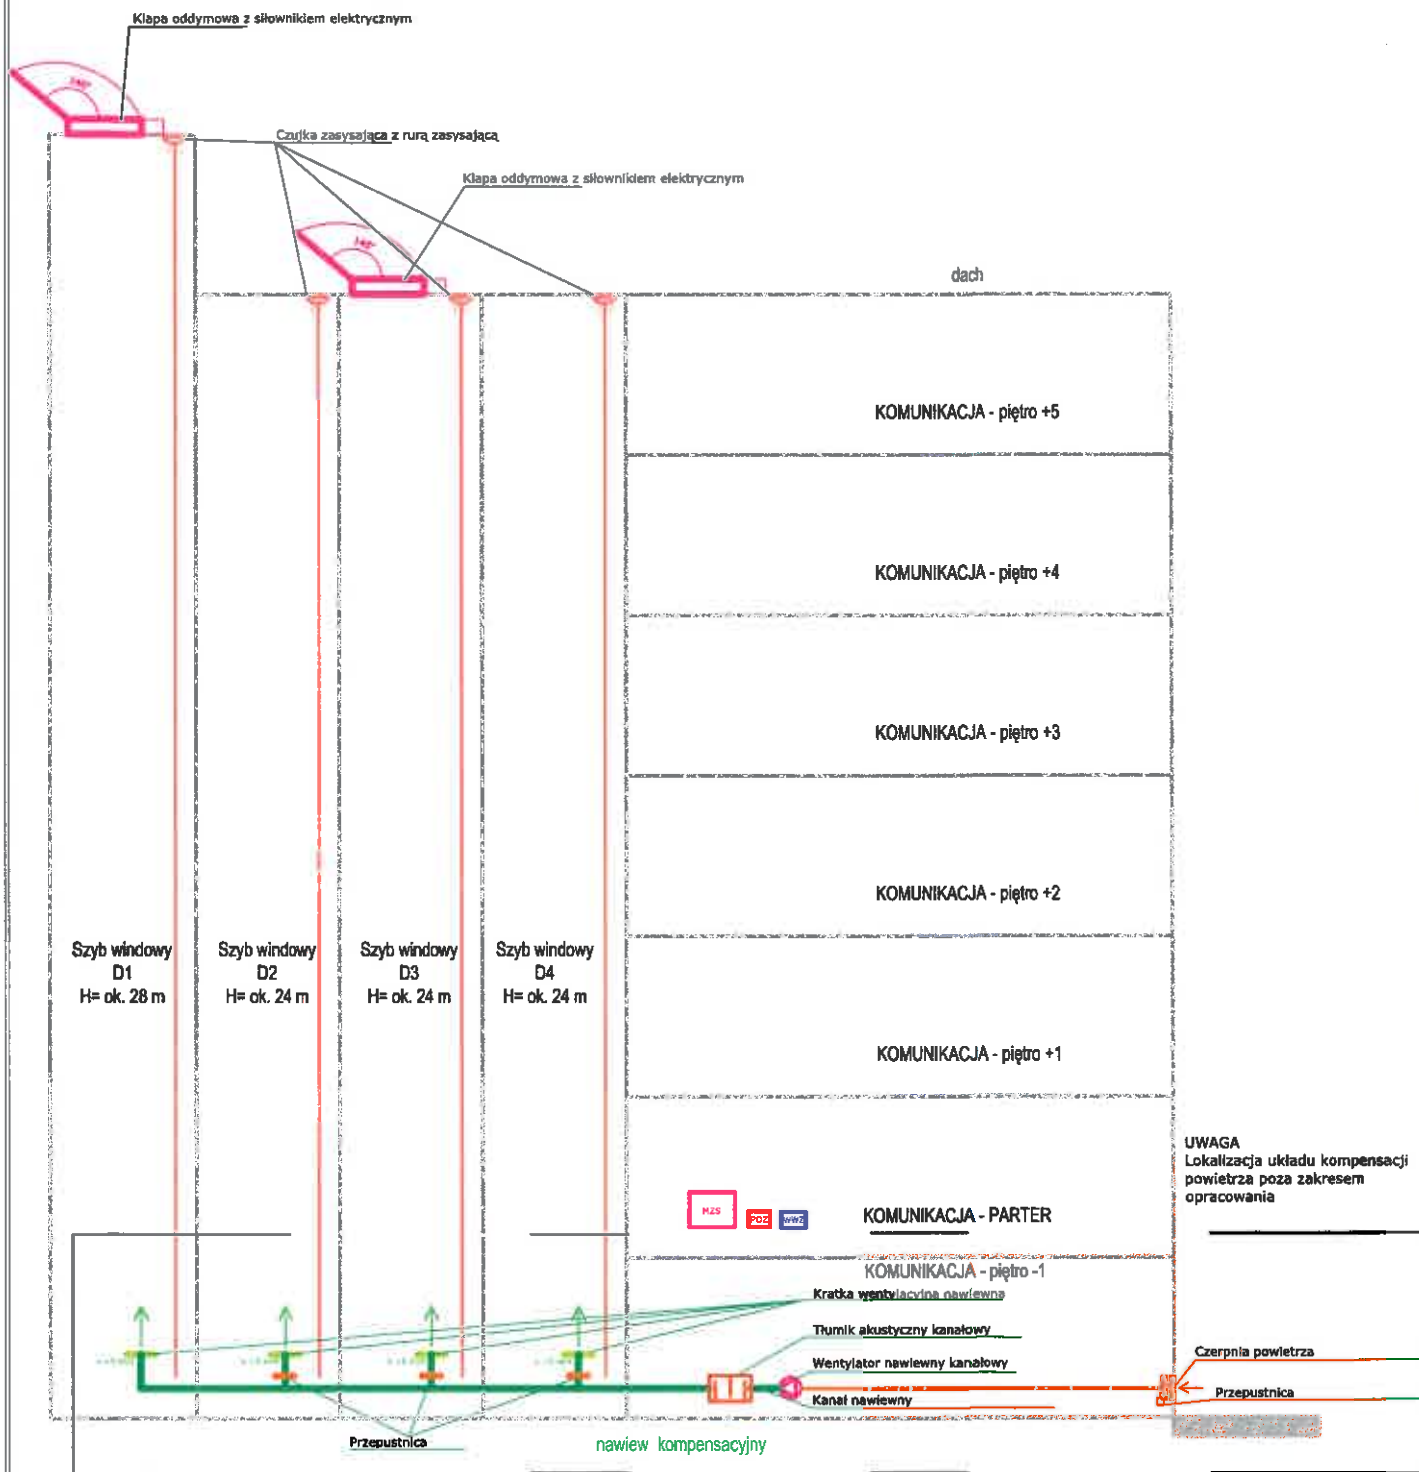 Klapa oddymowa z siłownikiem elektrycznym
140°
Czujka zasysająca z rurą zasysającą
Klapa oddymowa z siłownikiem elektrycznym
140°
dach
KOMUNIKACJA - piętro +5
KOMUNIKACJA - piętro +4
KOMUNIKACJA - piętro +3
KOMUNIKACJA - piętro +2
Szyb windowy
D1
H= ok. 28 m
Szyb windowy
D2
H= ok. 24 m
Szyb windowy
D3
H= ok. 24 m
Szyb windowy
D4
H= ok. 24 m
KOMUNIKACJA - piętro +1
UWAGA
Lokalizacja układu kompensacji
powietrza poza zakresem
opracowania
MZS
POZ
WWZ
KOMUNIKACJA - PARTER
KOMUNIKACJA - piętro -1
Kratka wentylacyjna nawiewna
Tłumik akustyczny kanałowy
Wentylator nawiewny kanałowy
Kanał nawiewny
Czerpnia powietrza
Przepustnica
Przepustnica
nawiew kompensacyjny